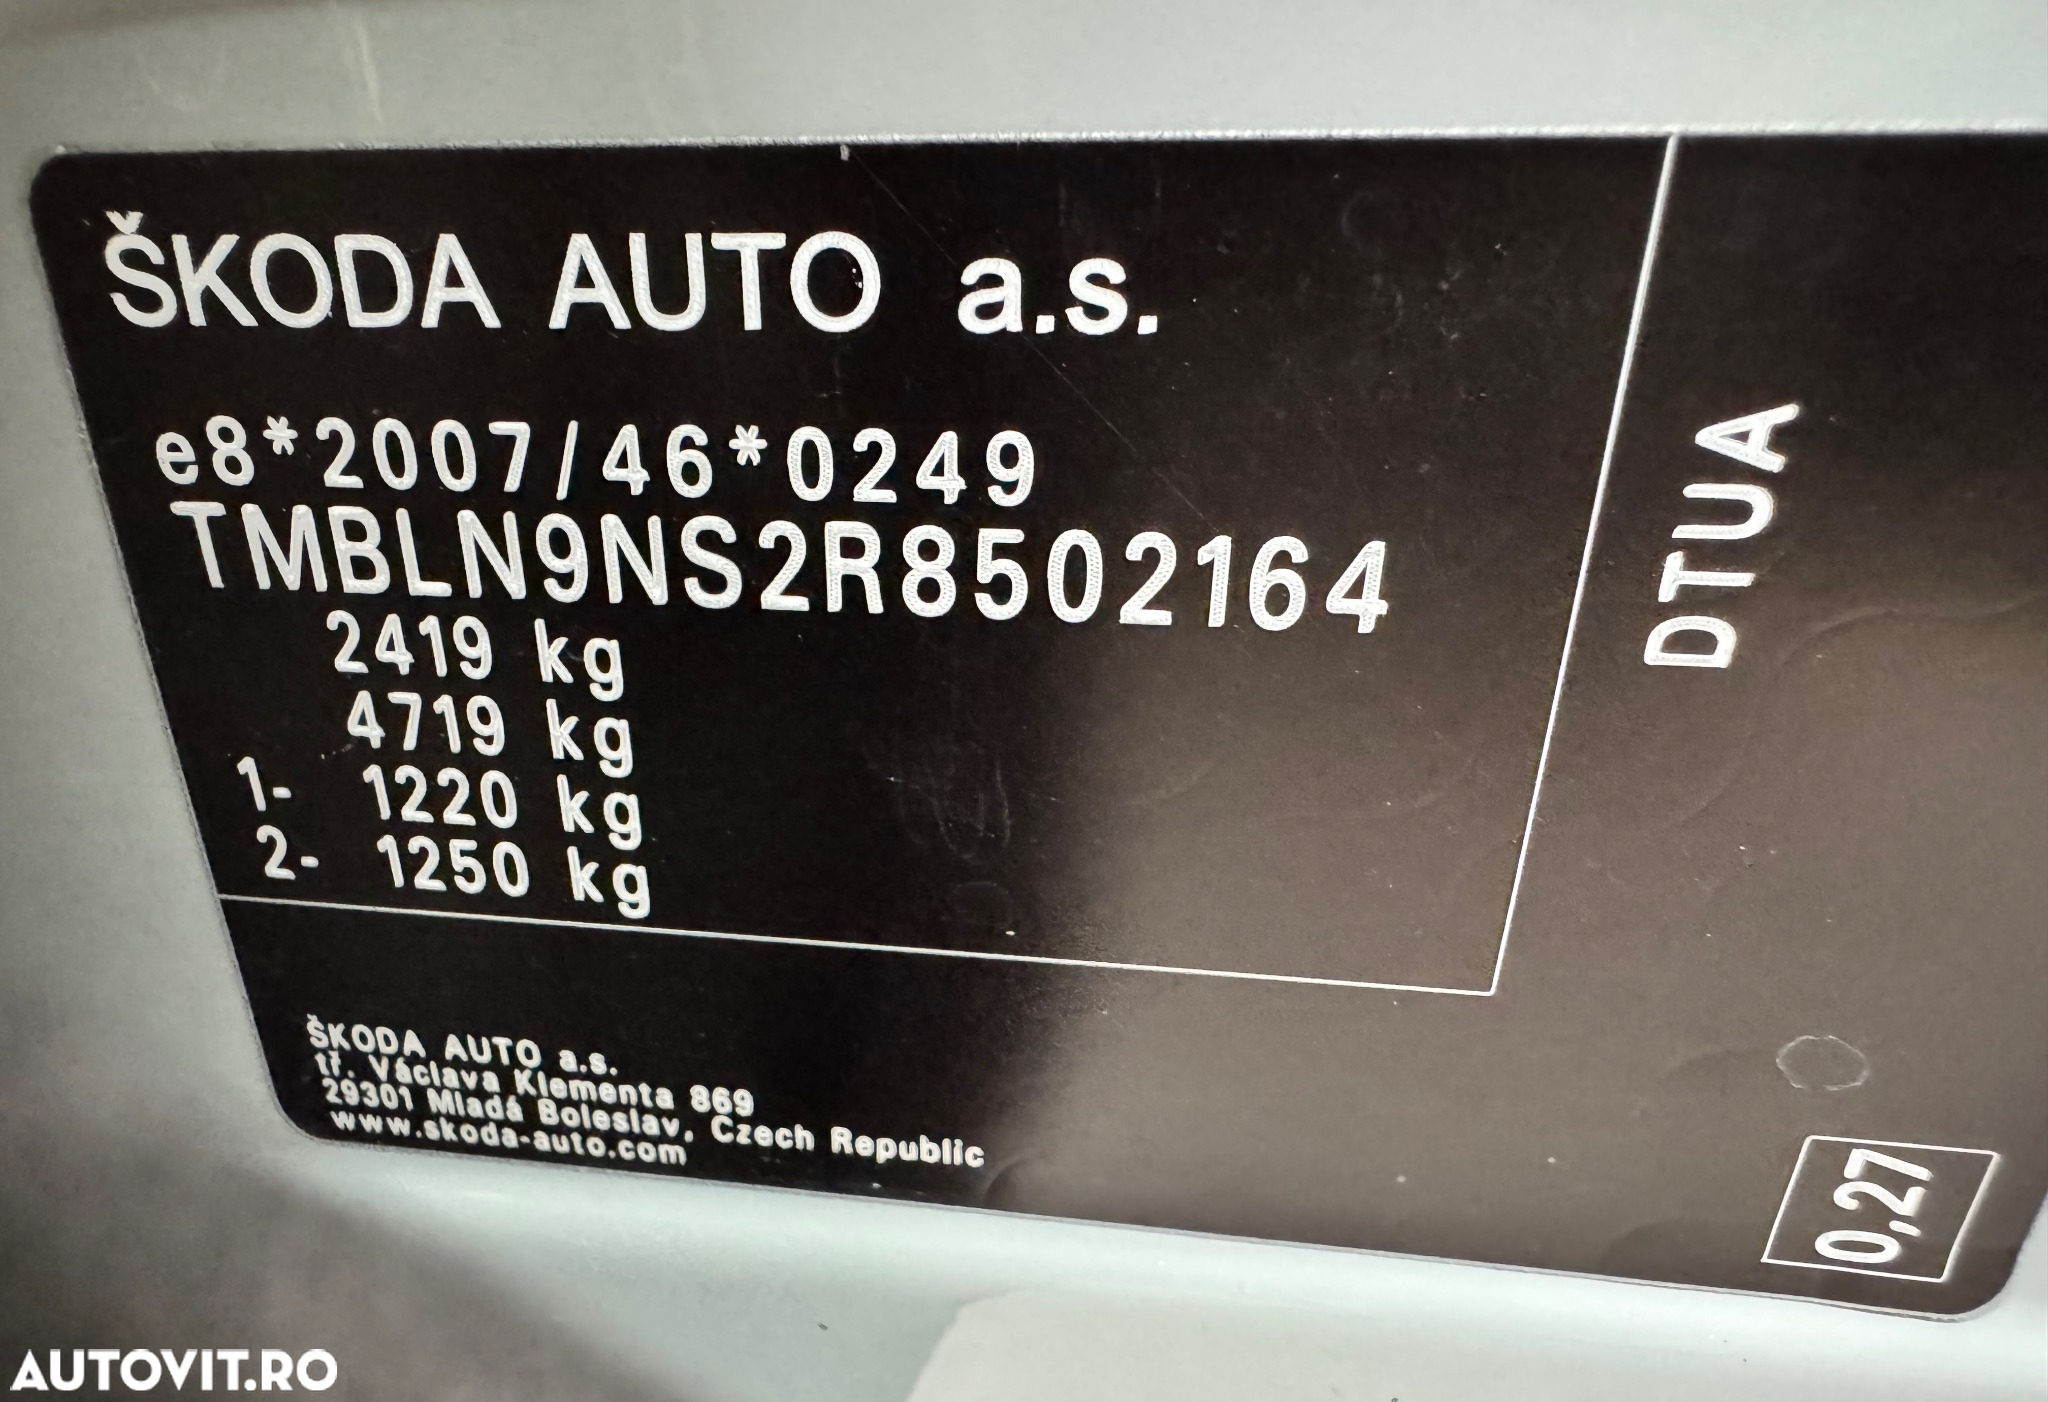 ŠKODA AUTO a.s.
e8*2007/46*0249
TMBLN9NS2R8502164
2419 kg
4719 kg
1- 1220 kg
2- 1250 kg
DTUA
0,27
ŠKODA AUTO a.s.
tř. Václava Klementa 869
29301 Mladá Boleslav, Czech Republic
www.skoda-auto.com
AUTOVIT.RO